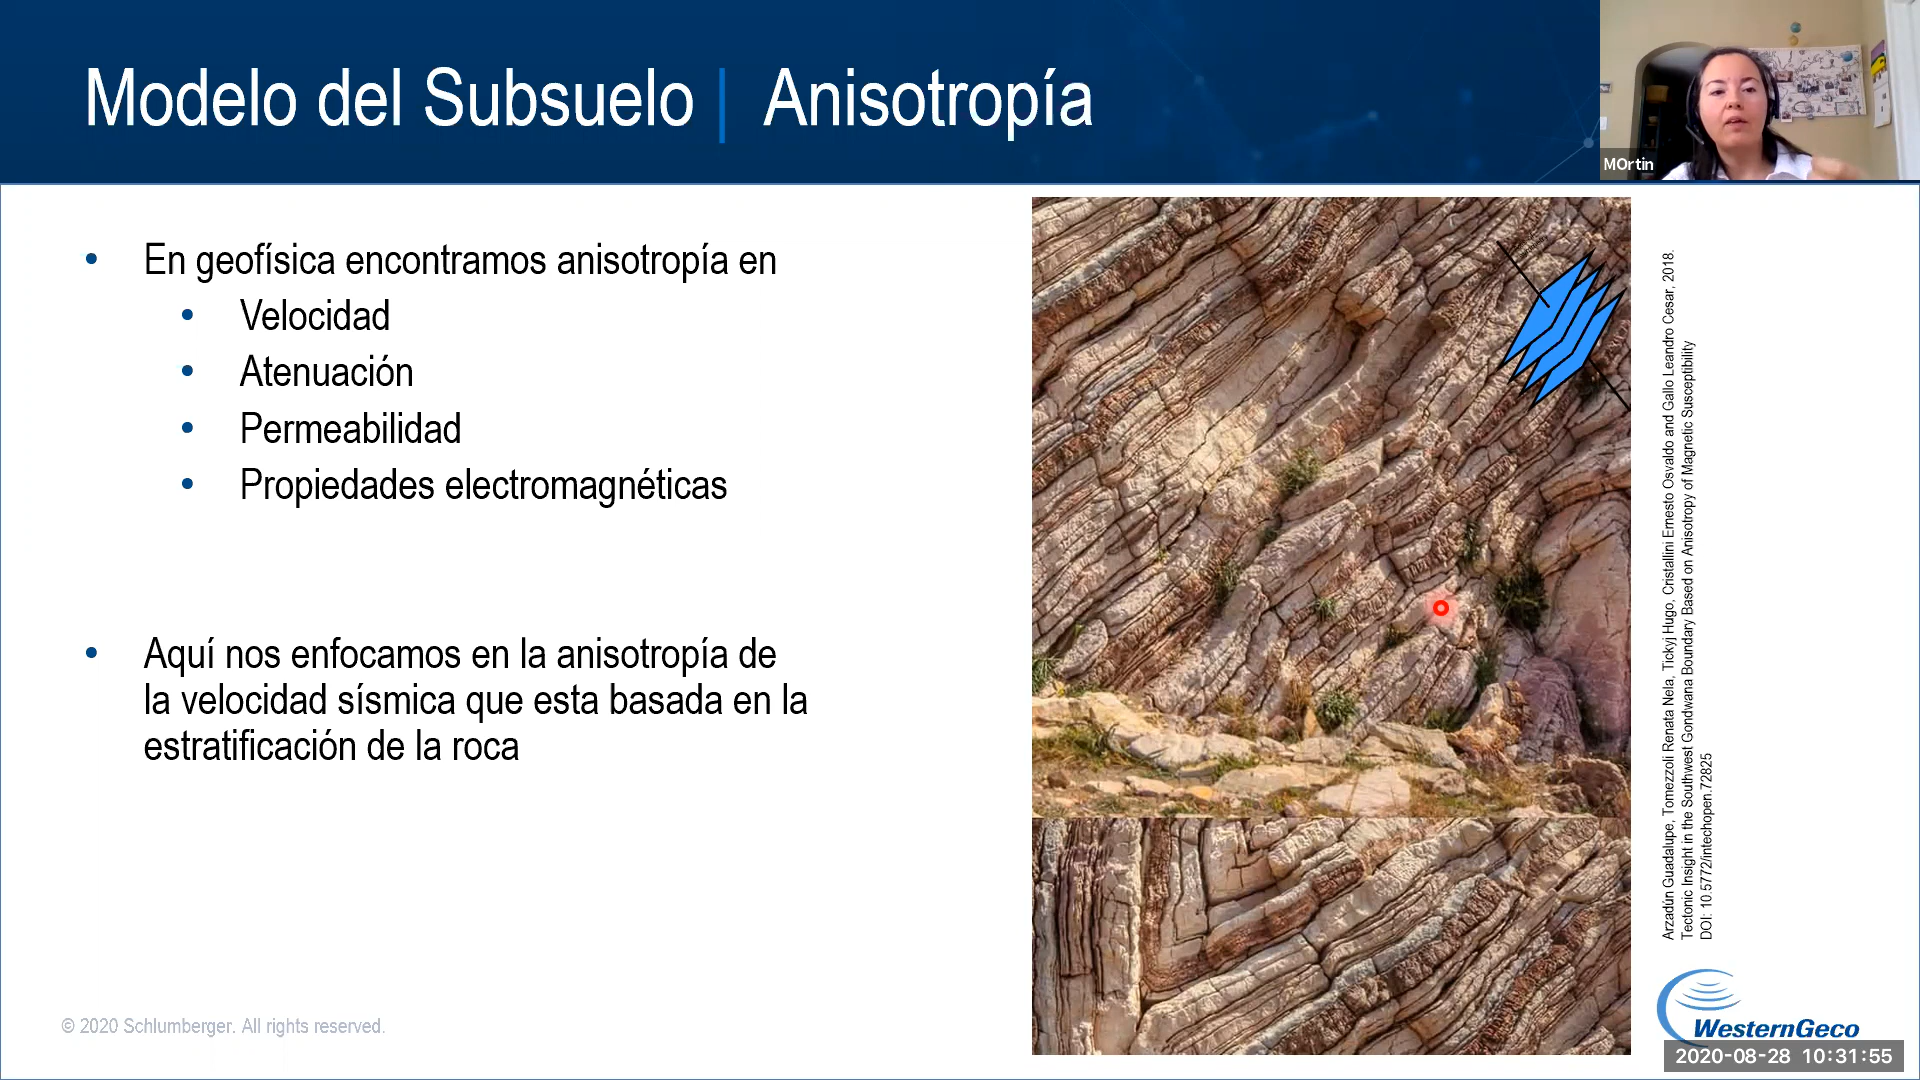 Modelo del Subsuelo | Anisotropía
MOrtin
• En geofísica encontramos anisotropía en
• Velocidad
• Atenuación
• Permeabilidad
• Propiedades electromagnéticas
• Aquí nos enfocamos en la anisotropía de
la velocidad sísmica que esta basada en la
estratificación de la roca
Arzadún Guadalupe, Tomezzoli Renata Nela, Tickyj Hugo, Cristallini Ernesto Osvaldo and Gallo Leandro Cesar, 2018.
Tectonic Insight in the Southwest Gondwana Boundary Based on Anisotropy of Magnetic Susceptibility
DOI: 10.5772/intechopen.72825
© 2020 Schlumberger. All rights reserved.
WesternGeco
2020-08-28 10:31:55